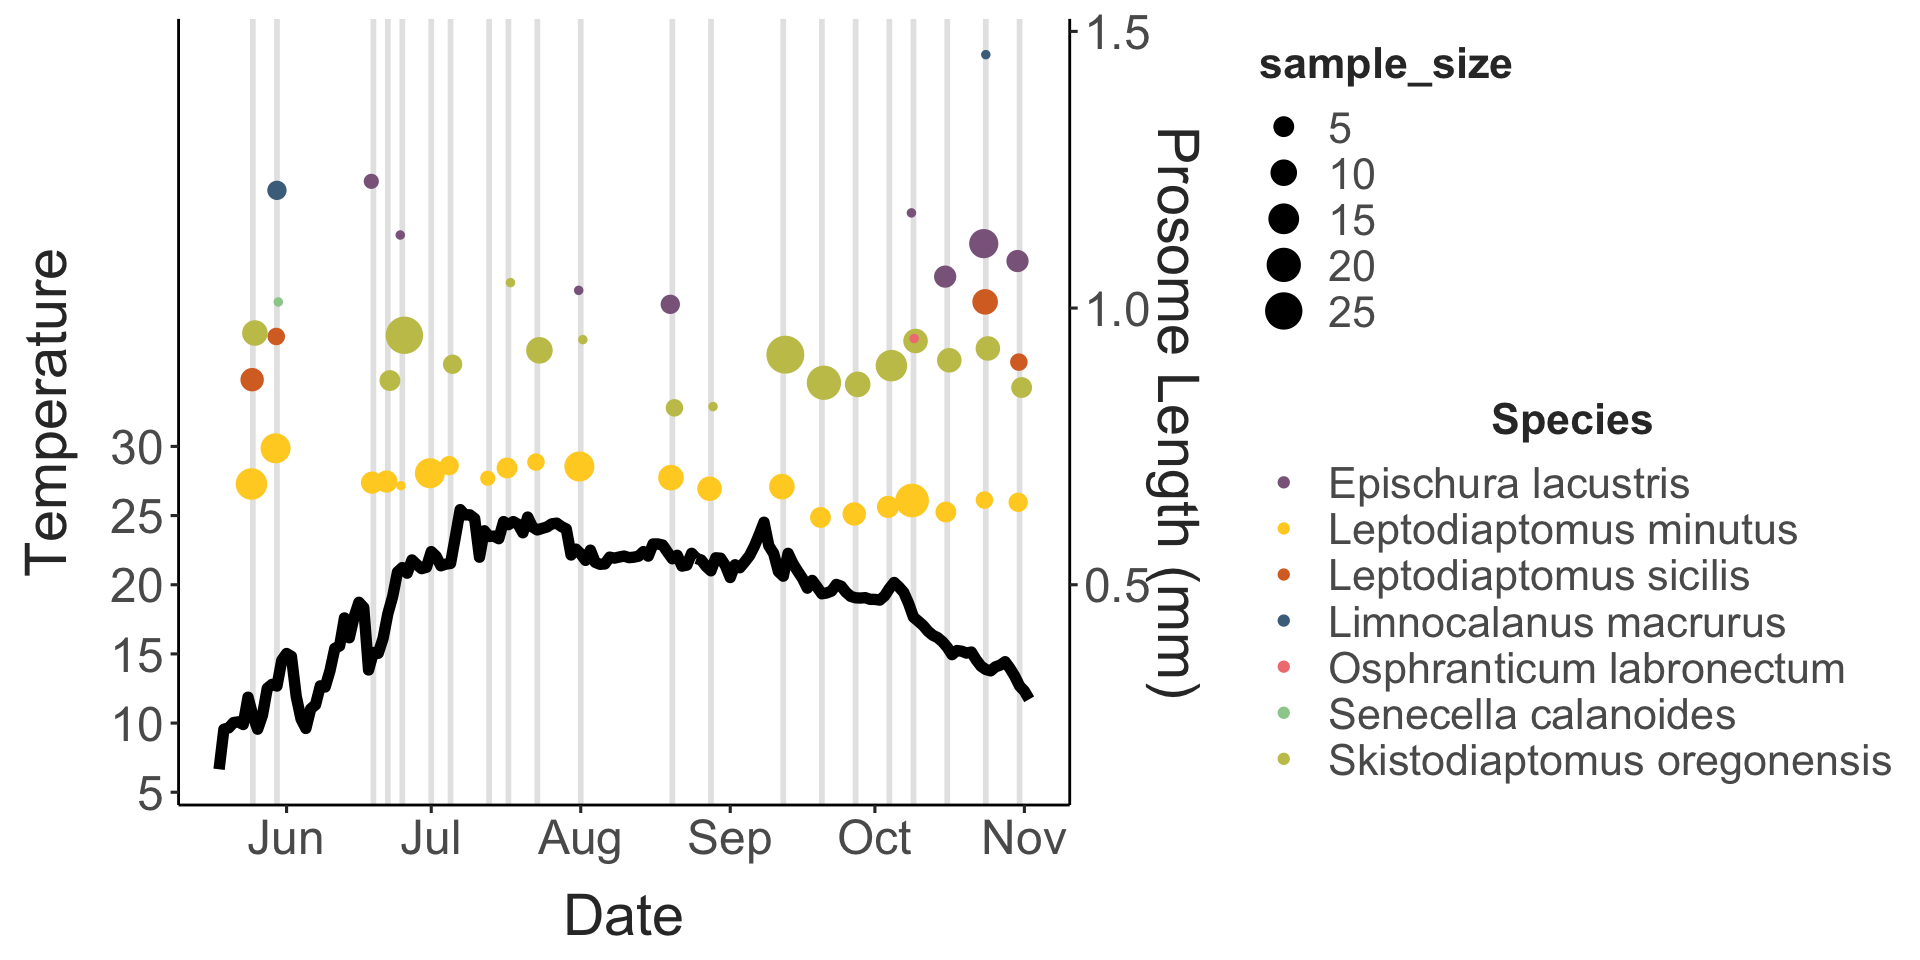 Temperature
30
25
20
15
10
5
Jun
Jul
Aug
Sep
Oct
Nov
Date
1.5
1.0
0.5
Prosome Length (mm)
sample_size
5
10
15
20
25
Species
Epischura lacustris
Leptodiaptomus minutus
Leptodiaptomus sicilis
Limnocalanus macrurus
Osphranticum labronectum
Senecella calanoides
Skistodiaptomus oregonensis